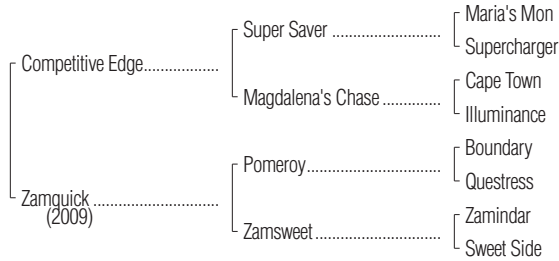 Maria's Mon
Super Saver ........................
Supercharger
Competitive Edge..................
Cape Town
Magdalena's Chase .............
Illuminance
Boundary
Pomeroy.............................
Questress
Zamquick ..............................
(2009)
Zamindar
Zamsweet...........................
Sweet Side